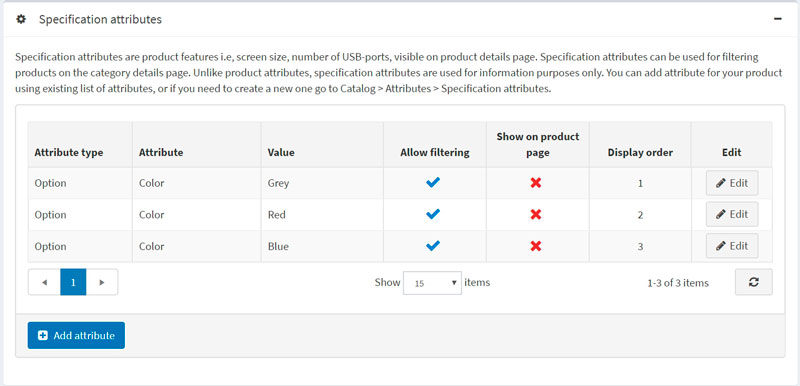 Specification attributes
Specification attributes are product features i.e, screen size, number of USB-ports, visible on product details page. Specification attributes can be used for filtering
products on the category details page. Unlike product attributes, specification attributes are used for information purposes only. You can add attribute for your product
using existing list of attributes, or if you need to create a new one go to Catalog > Attributes > Specification attributes.
Attribute type Attribute Value Allow filtering Show on product page Display order Edit
Option Color Grey 1 Edit
Option Color Red 2 Edit
Option Color Blue 3 Edit
1 Show 15 items 1-3 of 3 items
Add attribute